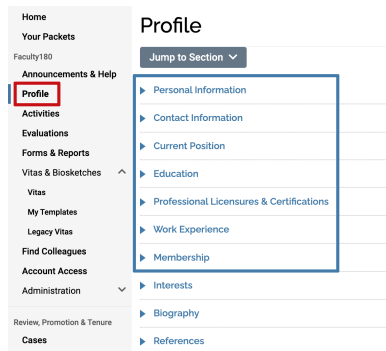 Home
Your Packets
Faculty180
Announcements & Help
Profile
Activities
Evaluations
Forms & Reports
Vitas & Biosketches
Vitas
My Templates
Legacy Vitas
Find Colleagues
Account Access
Administration
Review, Promotion & Tenure
Cases
Profile
Jump to Section
Personal Information
Contact Information
Current Position
Education
Professional Licensures & Certifications
Work Experience
Membership
Interests
Biography
References